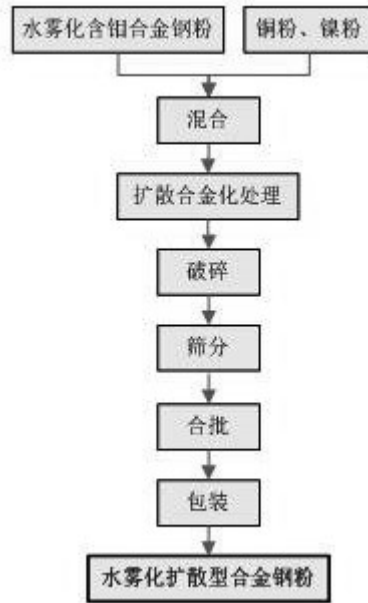 水雾化含钼合金钢粉
铜粉、镍粉
混合
扩散合金化处理
破碎
筛分
合批
包装
水雾化扩散型合金钢粉